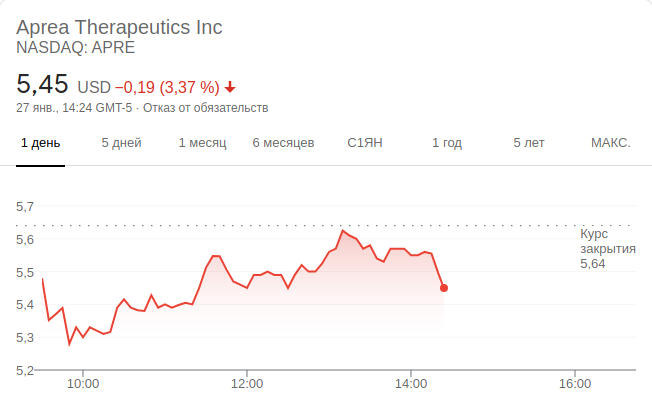 Aprea Therapeutics Inc
NASDAQ: APRE
5,45 USD −0,19 (3,37 %)
27 янв., 14:24 GMT-5 · Отказ от обязательств
1 день 5 дней 1 месяц 6 месяцев С1ЯН 1 год 5 лет МАКС.
5,7
5,6
5,5
5,4
5,3
5,2
Курс
закрытия
5,64
10:00 12:00 14:00 16:00